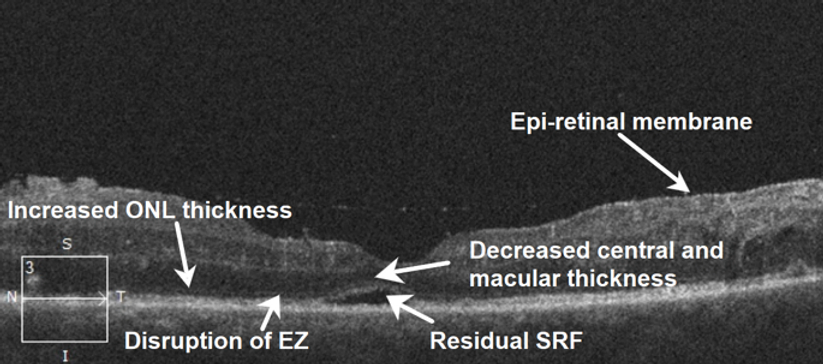 Epi-retinal membrane
Increased ONL thickness
S
3
N
T
I
Decreased central and
macular thickness
Disruption of EZ
Residual SRF